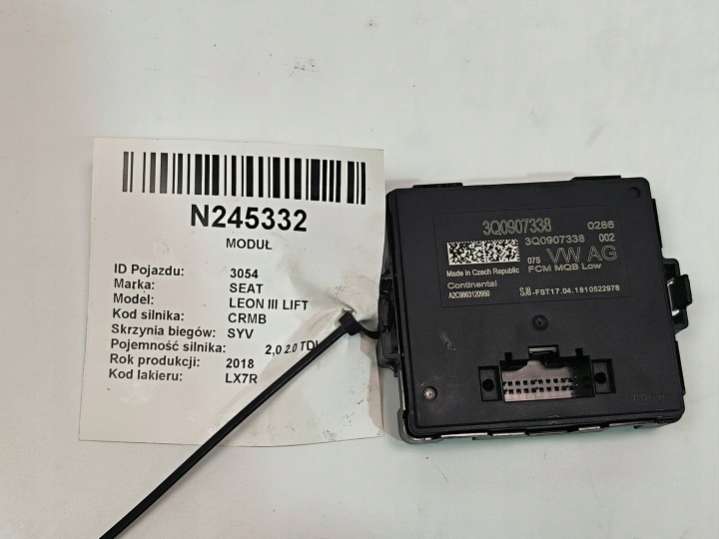 N245332
MODUŁ
ID Pojazdu: 3054
Marka: SEAT
Model: LEON III LIFT
Kod silnika: CRMB
Skrzynia biegów: SYV
Pojemność silnika: 2,0 2.0 TDI
Rok produkcji: 2018
Kod lakieru: LX7R
3Q0907338 0286
3Q0907338 002
075 VW AG
Made in Czech Republic FCM MQB Low
Continental